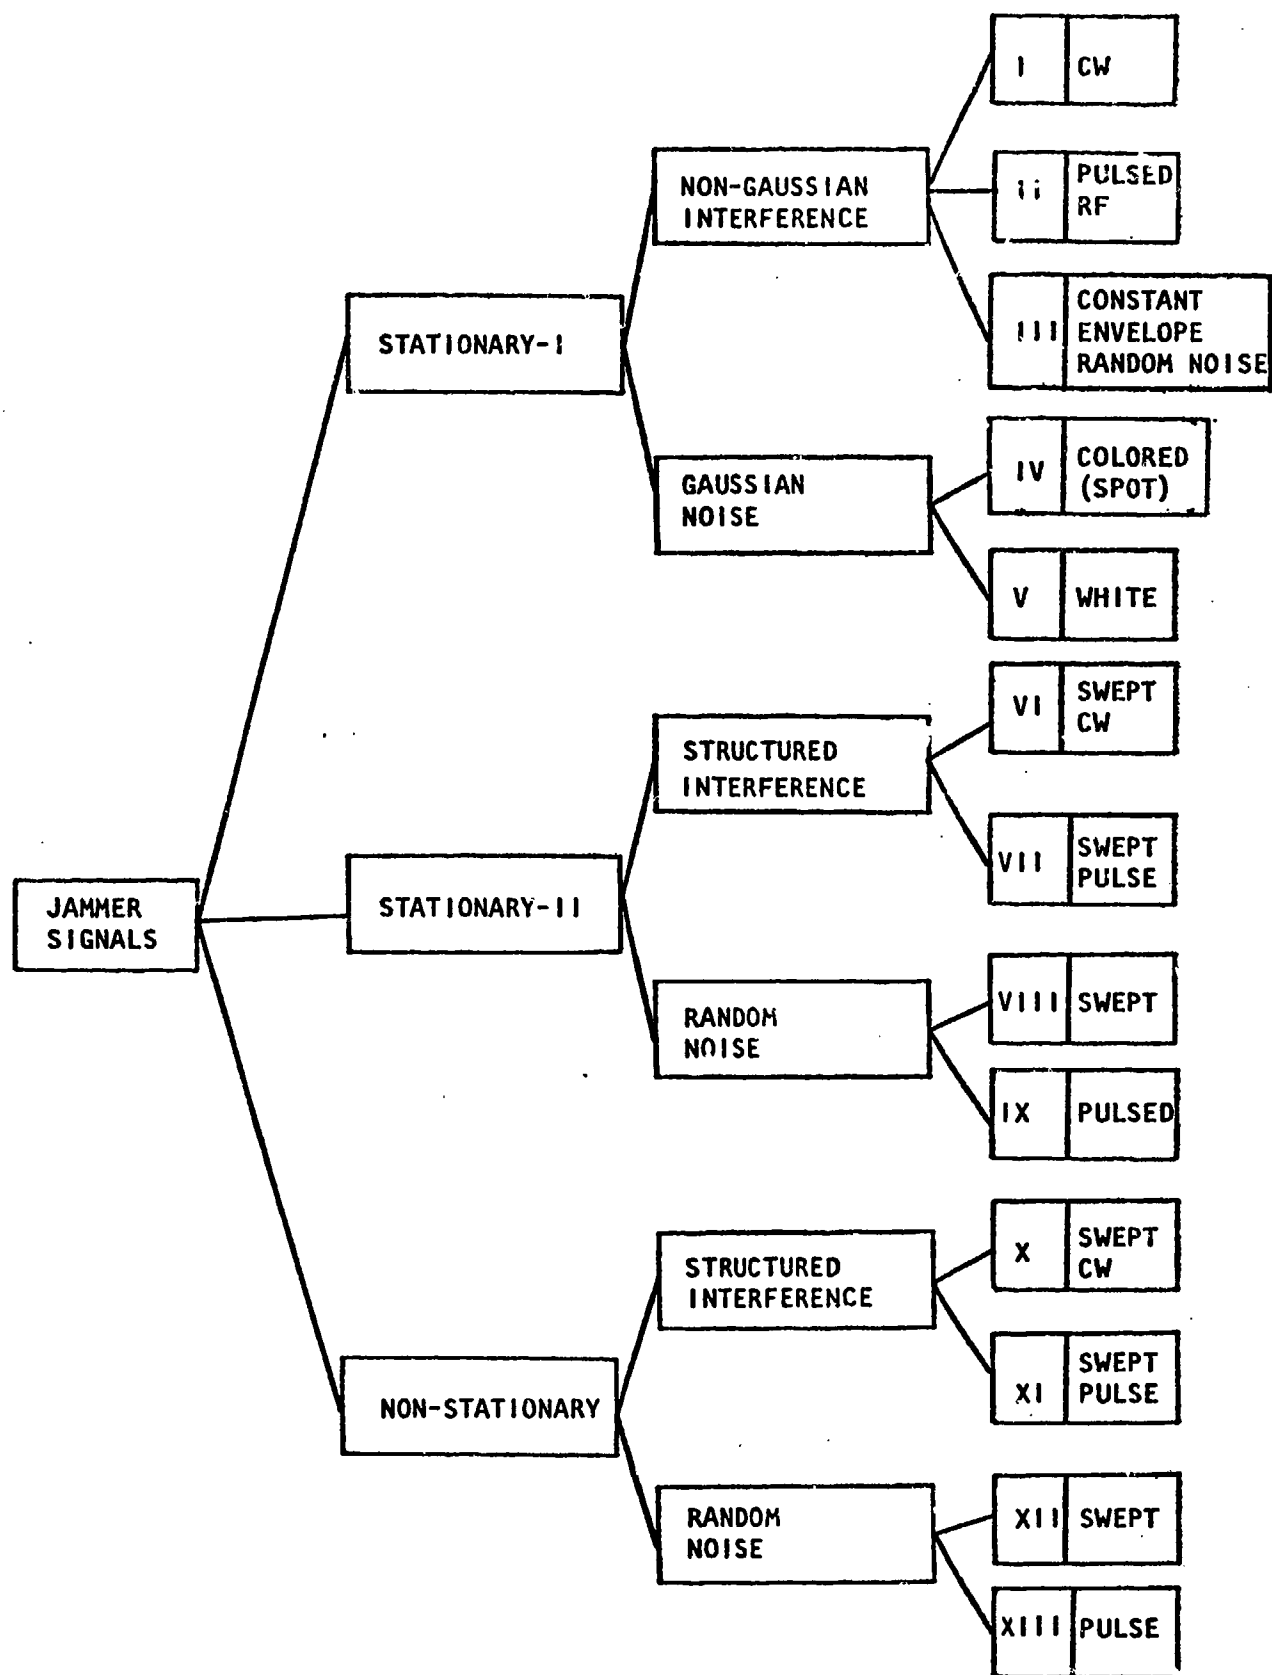 I CW
NON-GAUSSIAN
INTERFERENCE
II PULSED
RF
III CONSTANT
ENVELOPE
RANDOM NOISE
STATIONARY-I
GAUSSIAN
NOISE
IV COLORED
(SPOT)
V WHITE
VI SWEPT
CW
STRUCTURED
INTERFERENCE
VII SWEPT
PULSE
JAMMER
SIGNALS
STATIONARY-II
RANDOM
NOISE
VIII SWEPT
IX PULSED
X SWEPT
CW
STRUCTURED
INTERFERENCE
XI SWEPT
PULSE
NON-STATIONARY
RANDOM
NOISE
XII SWEPT
XIII PULSE